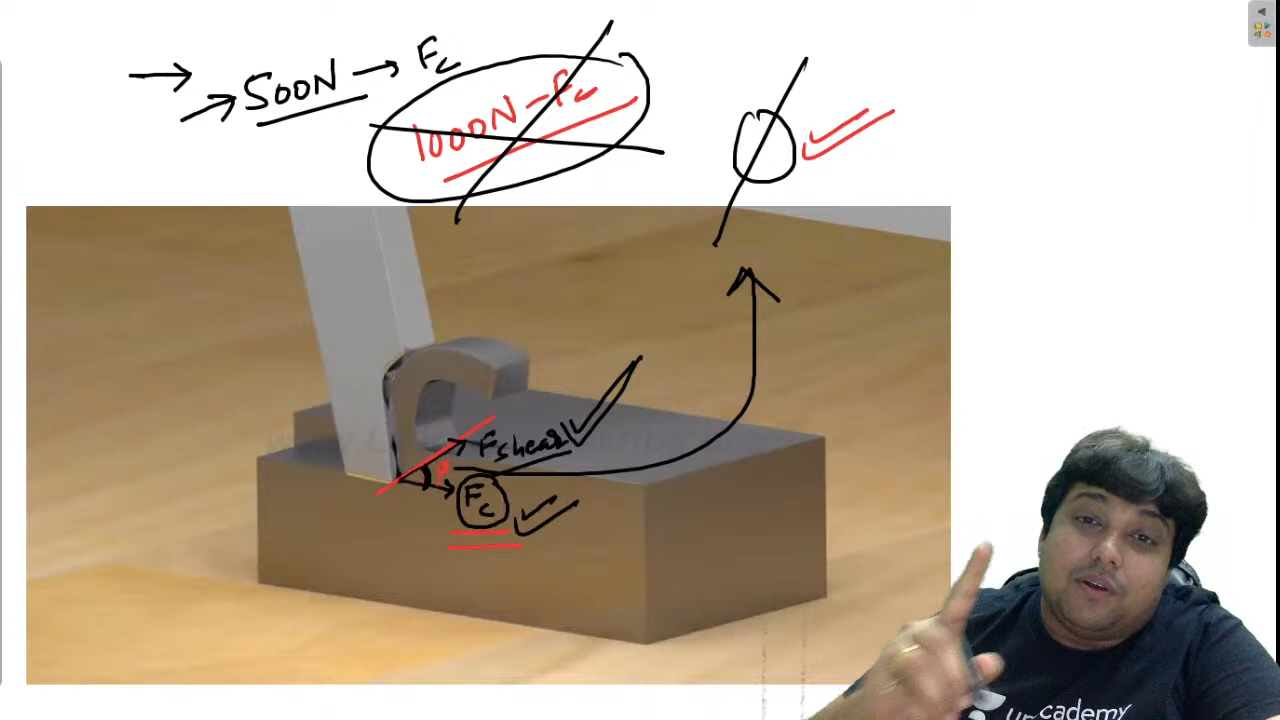 → 500N → Fc
1000N - Fc
Fshear
φ
Fc
cademy